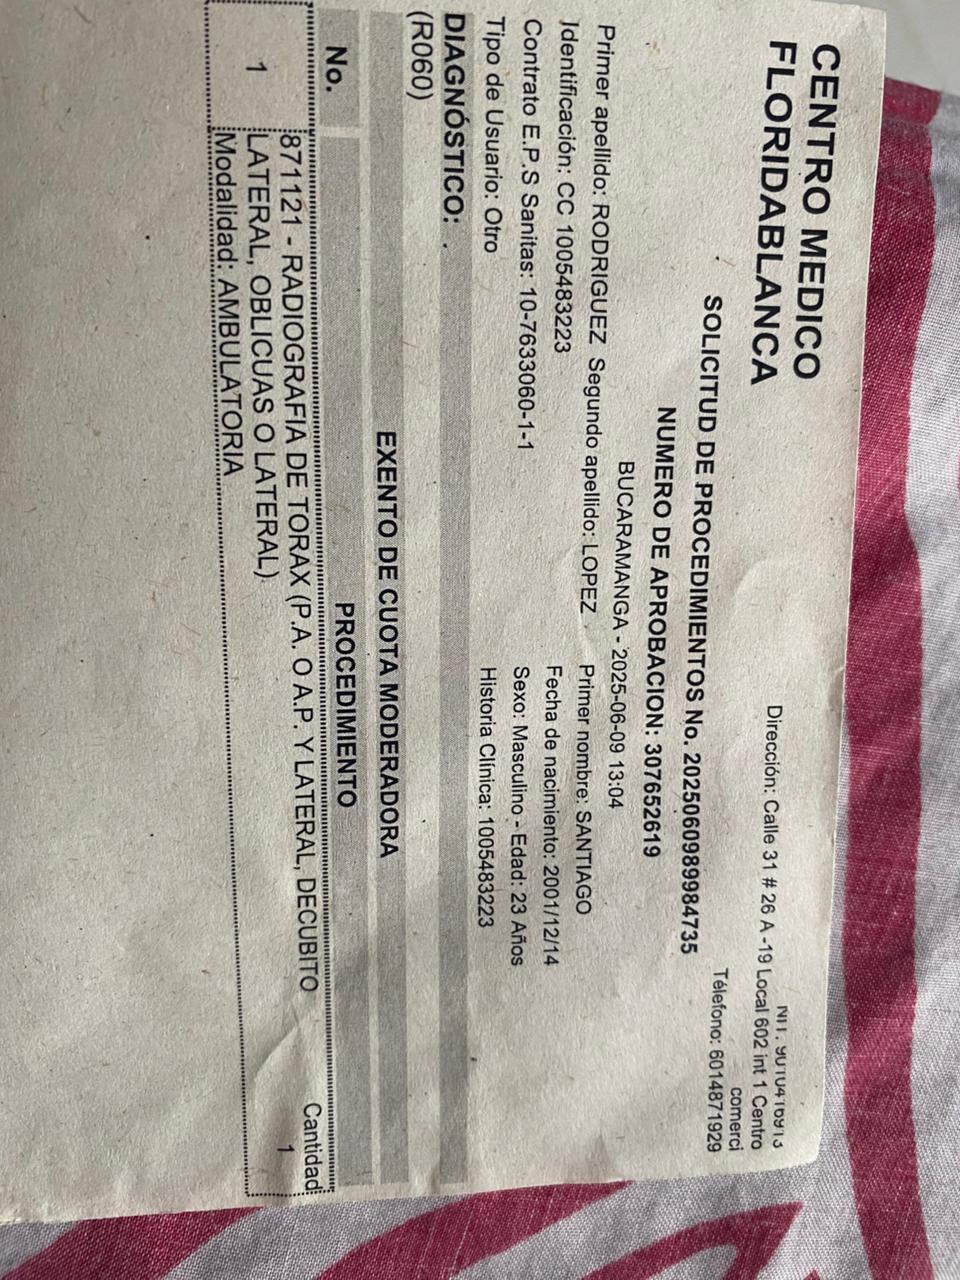 CENTRO MEDICO
FLORIDABLANCA
Dirección: Calle 31 # 26 A -19 Local 602 int 1 Centro
comerci
Télefono: 6014871929
SOLICITUD DE PROCEDIMIENTOS No. 2025060989984735
NUMERO DE APROBACION: 307652619
BUCARAMANGA - 2025-06-09 13:04
Primer apellido: RODRIGUEZ Segundo apellido: LOPEZ Primer nombre: SANTIAGO
Identificación: CC 1005483223 Fecha de nacimiento: 2001/12/14
Contrato E.P.S Sanitas: 10-7633060-1-1 Sexo: Masculino - Edad: 23 Años
Tipo de Usuario: Otro Historia Clínica: 1005483223
DIAGNÓSTICO: .
(R060)
EXENTO DE CUOTA MODERADORA
No. PROCEDIMIENTO Cantidad
1 871121 - RADIOGRAFIA DE TORAX (P.A. O A.P. Y LATERAL, DECUBITO 1
LATERAL, OBLICUAS O LATERAL)
Modalidad: AMBULATORIA